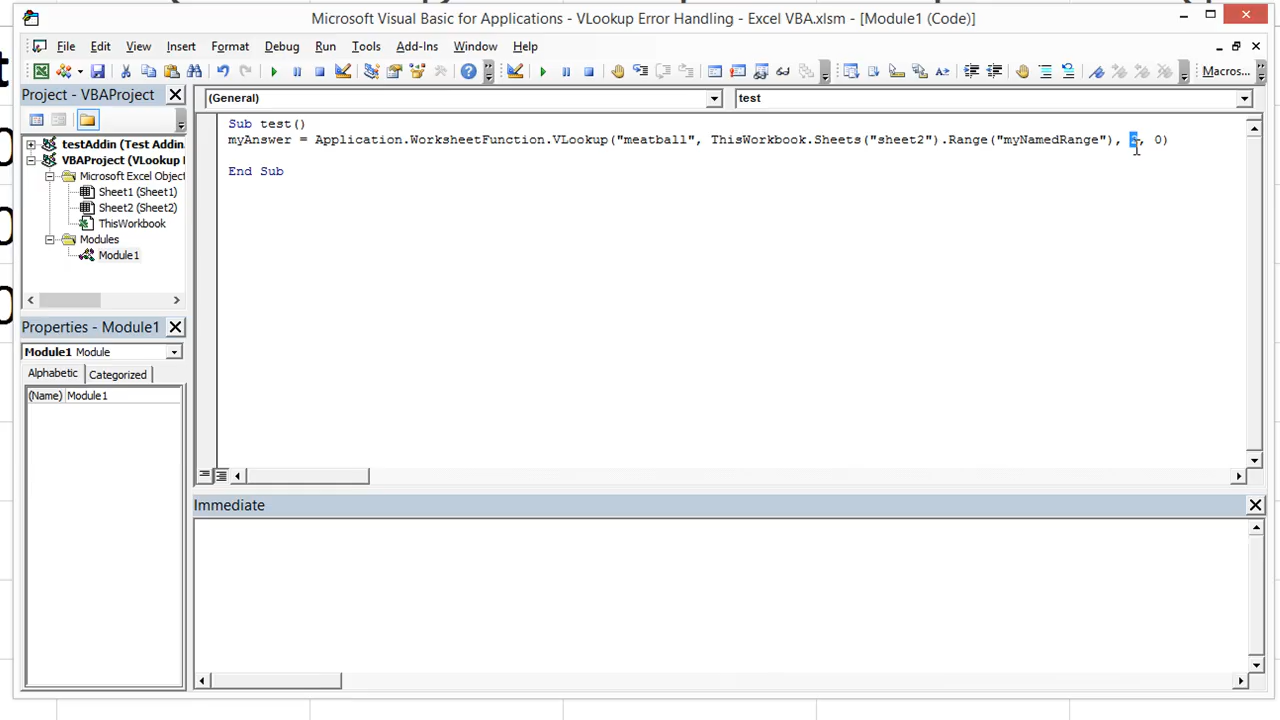 Microsoft Visual Basic for Applications - VLookup Error Handling - Excel VBA.xlsm - [Module1 (Code)]
File Edit View Insert Format Debug Run Tools Add-Ins Window Help
Macros...
Project - VBAProject
(General)
test
testAddin (Test Addin.
VBAProject (VLookup
Microsoft Excel Objec
Sheet1 (Sheet1)
Sheet2 (Sheet2)
ThisWorkbook
Modules
Module1
Sub test()
myAnswer = Application.WorksheetFunction.VLookup("meatball", ThisWorkbook.Sheets("sheet2").Range("myNamedRange"), 2, 0)
End Sub
Properties - Module1
Module1 Module
Alphabetic Categorized
(Name) Module1
Immediate